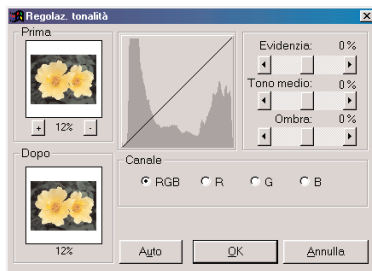 Regolaz. tonalità
Prima
+ 12% -
Dopo
12%
Evidenzia: 0%
Tono medio: 0%
Ombra: 0%
Canale
RGB R G B
Auto OK Annulla